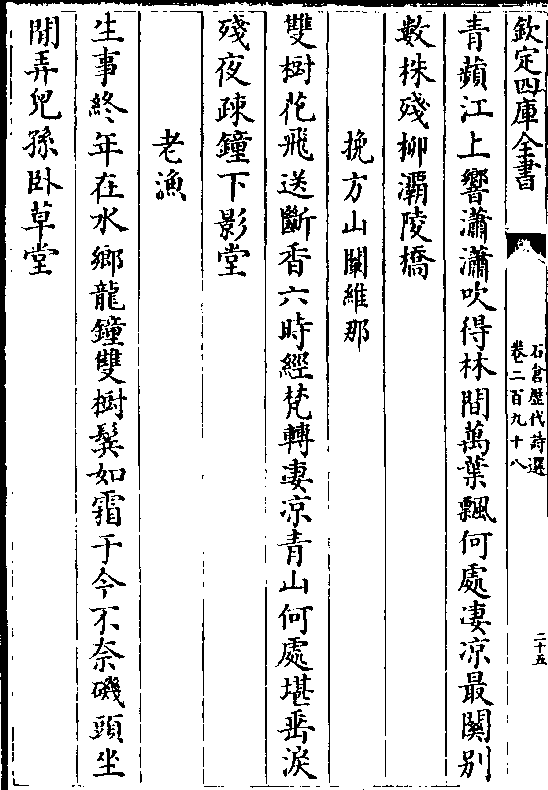 欽定四庫全書
石倉歷代詩選
卷二百九十八
二十五
青蘋江上響瀟瀟吹得林間萬葉飄何處凄凉最關别
數株殘柳灞陵橋
挽方山闌維那
雙樹花飛送斷香六時經梵轉凄凉青山何處堪垂淚
殘夜疎鐘下影堂
老漁
生事終年在水鄉龍鐘雙樹鬂如霜于今不奈磯頭坐
閒弄兒孫卧草堂